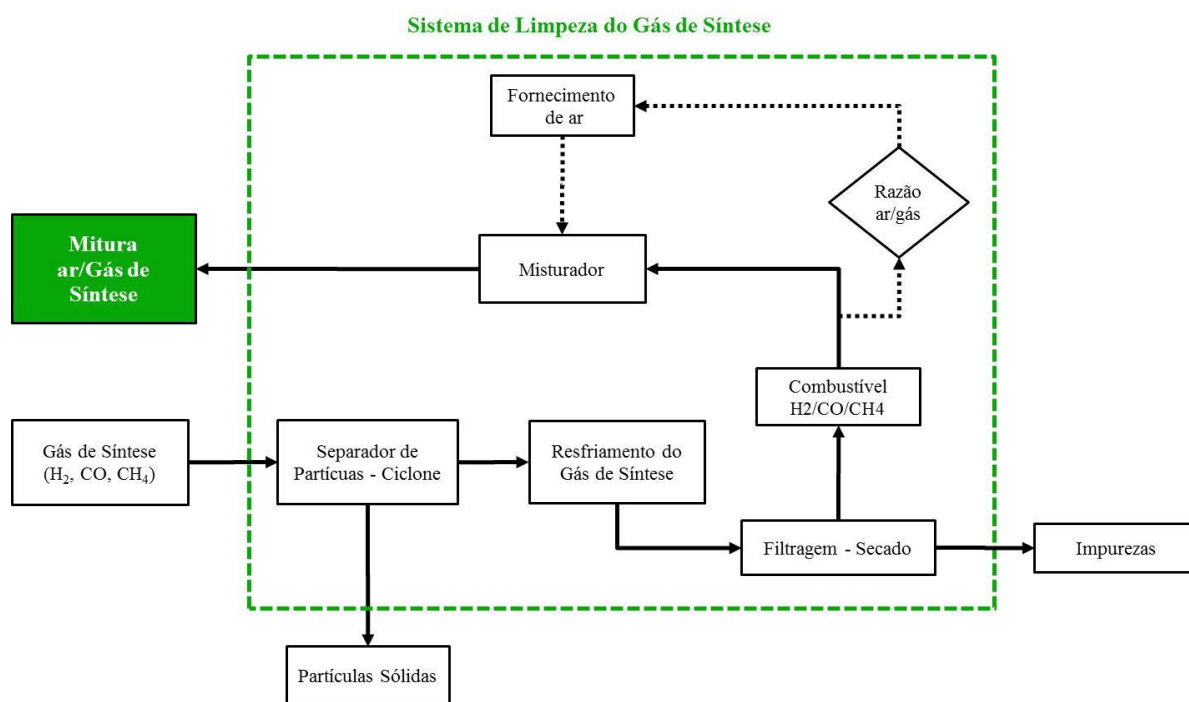 Sistema de Limpeza do Gás de Síntese
Fornecimento
de ar
Razão
ar/gás
Mitura
ar/Gás de
Síntese
Misturador
Combustível
H2/CO/CH4
Gás de Síntese
(H₂, CO, CH₄)
Separador de
Partícuas - Ciclone
Resfriamento do
Gás de Síntese
Filtragem - Secado
Impurezas
Partículas Sólidas